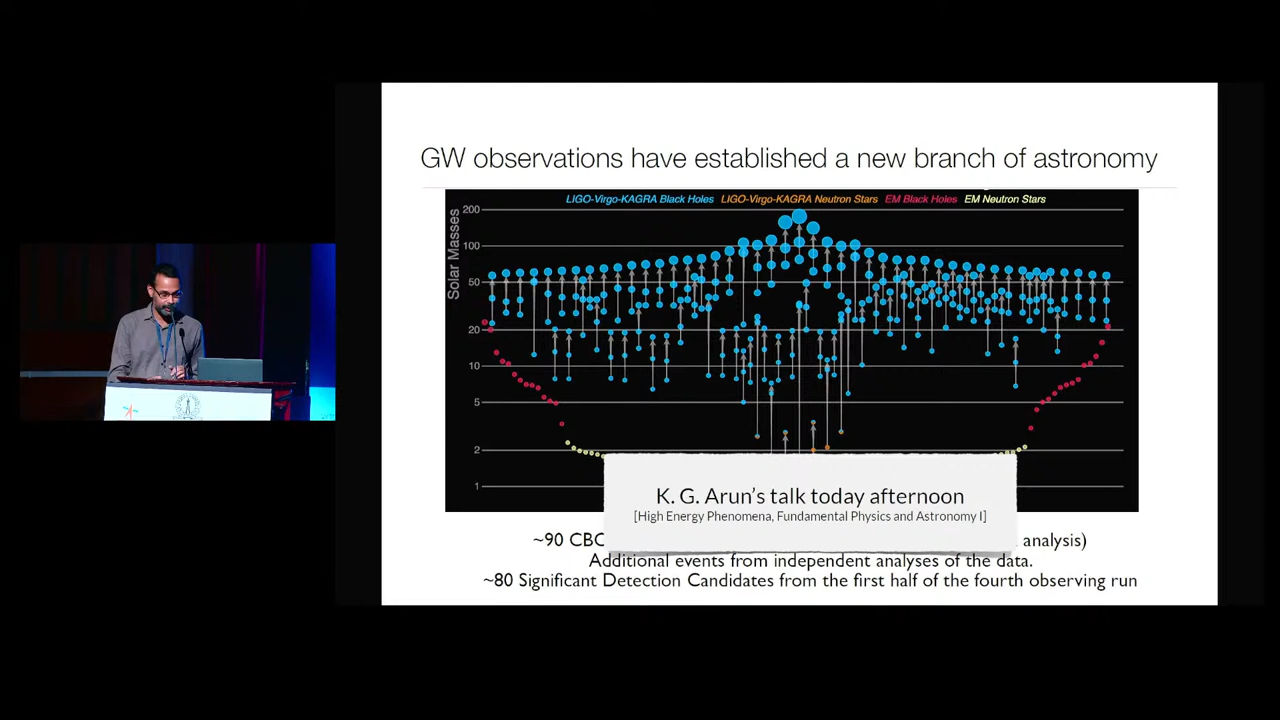 GW observations have established a new branch of astronomy
LIGO-Virgo-KAGRA Black Holes LIGO-Virgo-KAGRA Neutron Stars EM Black Holes EM Neutron Stars
Solar Masses
200
100
50
20
10
5
2
1
K. G. Arun’s talk today afternoon
[High Energy Phenomena, Fundamental Physics and Astronomy I]
~90 CBC analysis)
Additional events from independent analyses of the data.
~80 Significant Detection Candidates from the first half of the fourth observing run